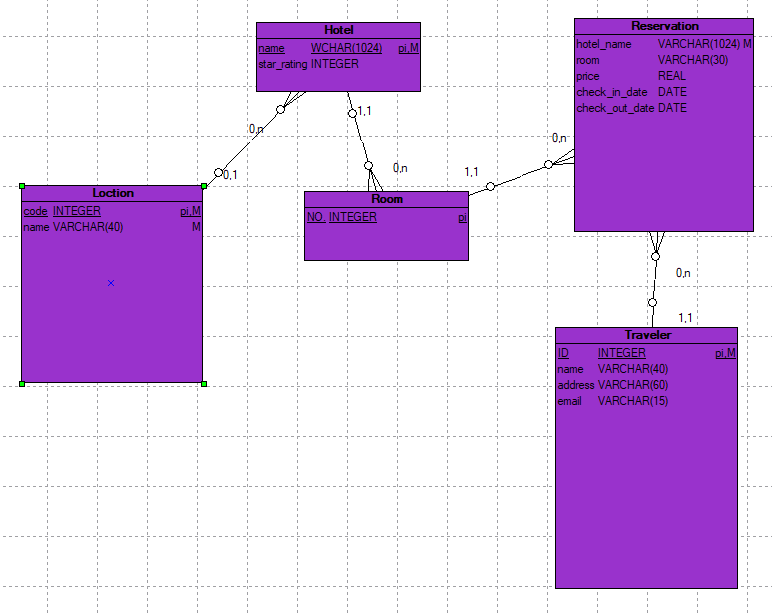 Hotel
name WCHAR(1024) pi,M
star_rating INTEGER
Reservation
hotel_name VARCHAR(1024) M
room VARCHAR(30)
price REAL
check_in_date DATE
check_out_date DATE
0,n
1,1
0,n
0,1
0,n
1,1
Loction
code INTEGER pi,M
name VARCHAR(40) M
Room
NO. INTEGER pi
0,n
1,1
Traveler
ID INTEGER pi,M
name VARCHAR(40)
address VARCHAR(60)
email VARCHAR(15)